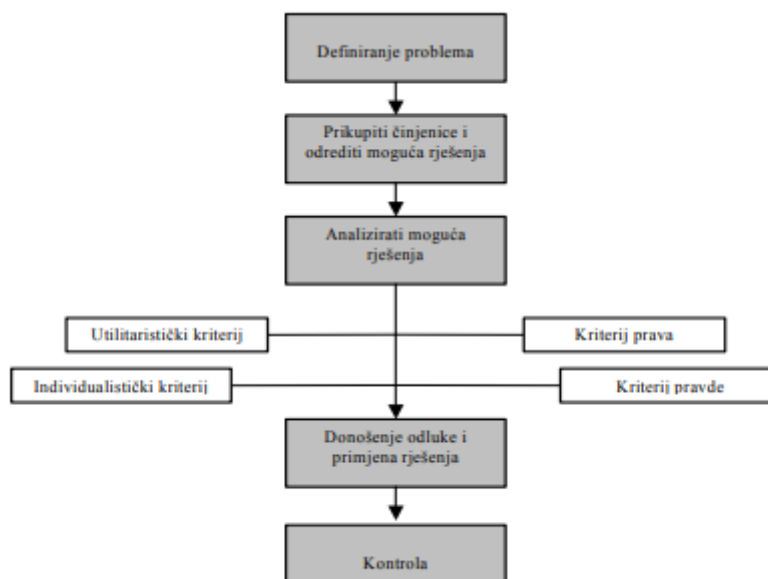 Definiranje problema
Prikupiti činjenice i
odrediti moguća rješenja
Analizirati moguća
rješenja
Utilitaristički kriterij
Kriterij prava
Individualistički kriterij
Kriterij pravde
Donošenje odluke i
primjena rješenja
Kontrola